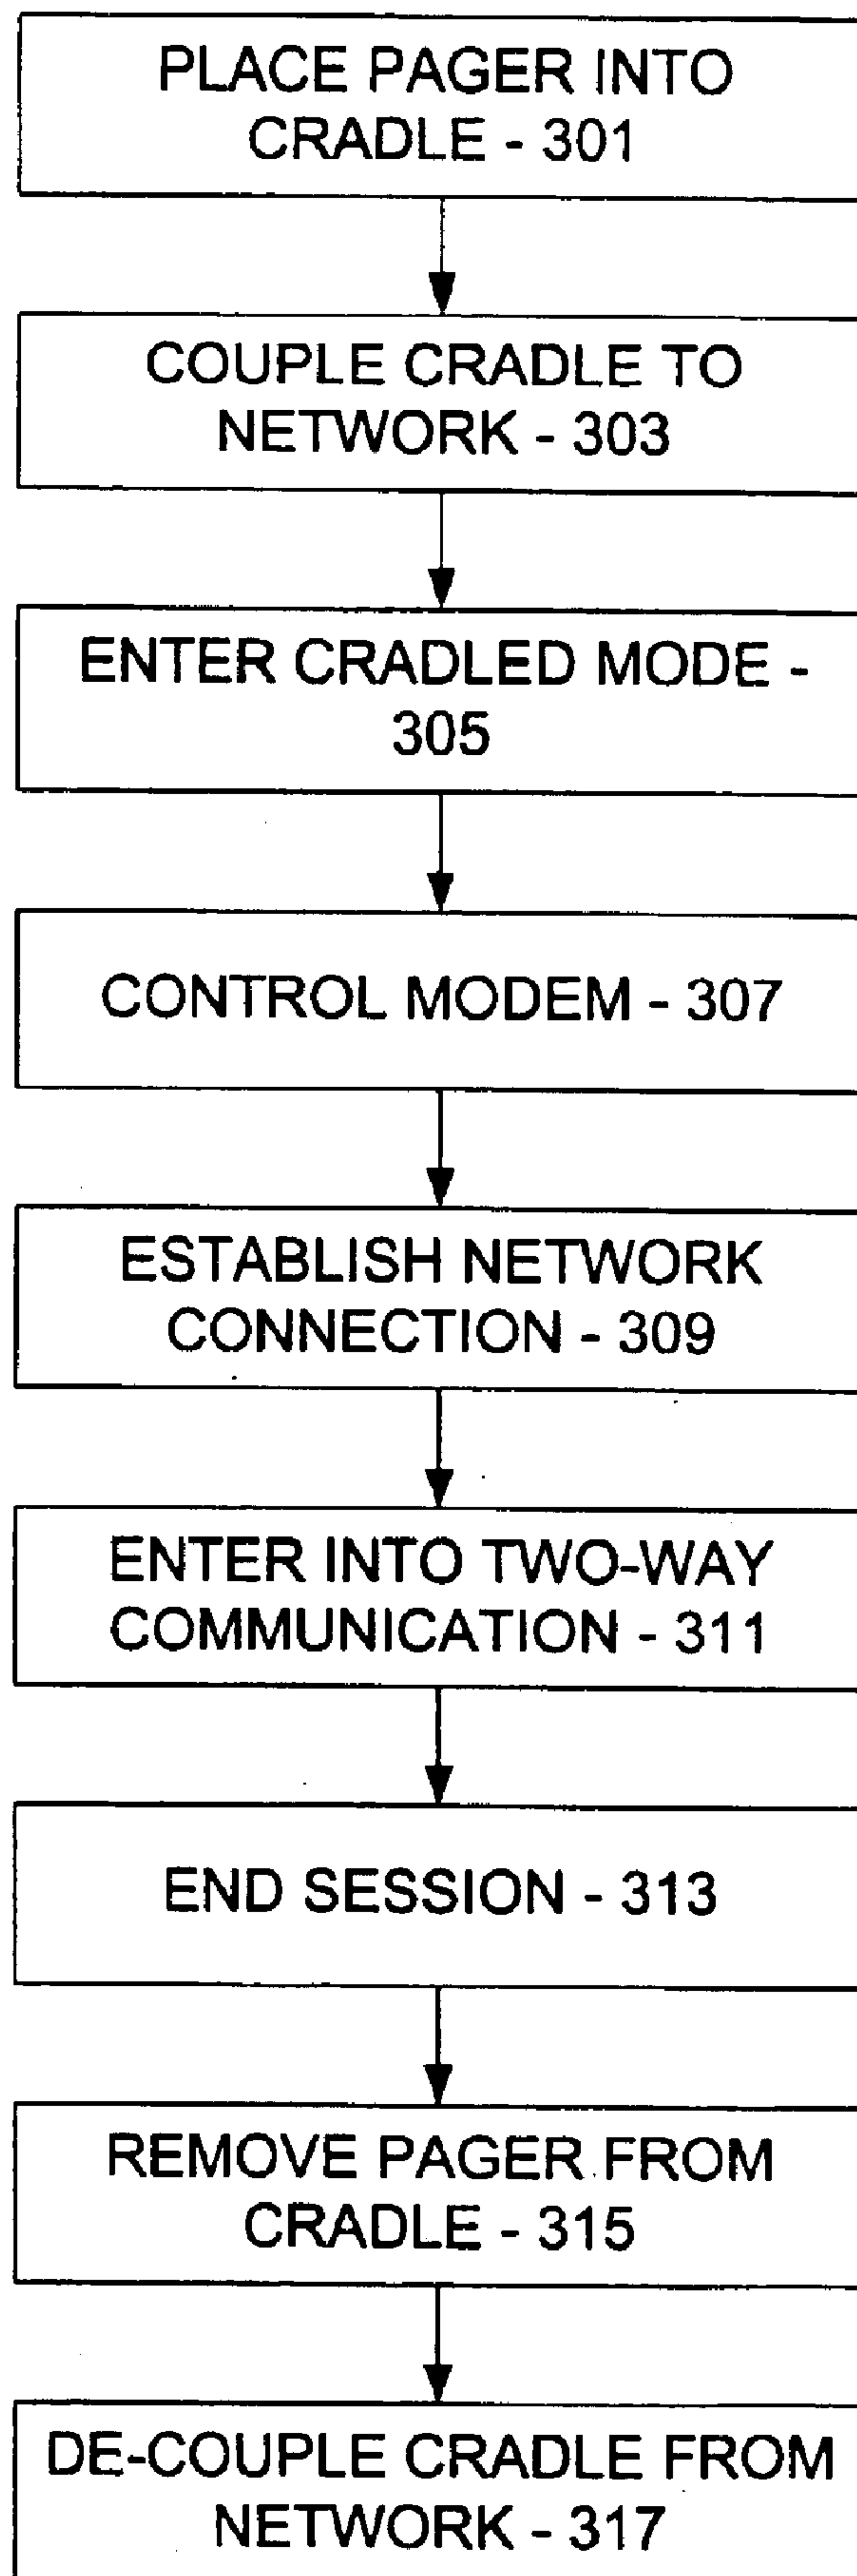 PLACE PAGER INTO
CRADLE - 301
COUPLE CRADLE TO
NETWORK - 303
ENTER CRADLED MODE -
305
CONTROL MODEM - 307
ESTABLISH NETWORK
CONNECTION - 309
ENTER INTO TWO-WAY
COMMUNICATION - 311
END SESSION - 313
REMOVE PAGER FROM
CRADLE - 315
DE-COUPLE CRADLE FROM
NETWORK - 317